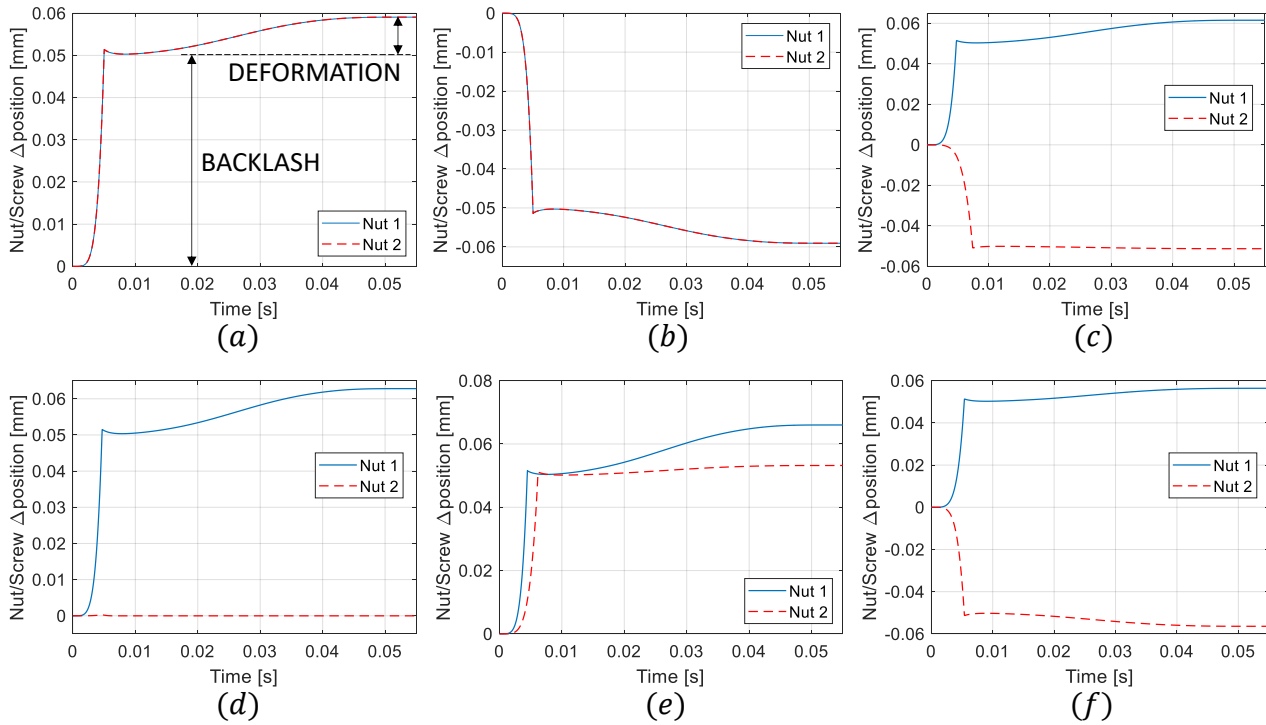 0.06
0.05
0.04
0.03
0.02
0.01
0
Nut/Screw Δposition [mm]
DEFORMATION
BACKLASH
Nut 1
Nut 2
0 0.01 0.02 0.03 0.04 0.05
Time [s]
(a)
0
-0.01
-0.02
-0.03
-0.04
-0.05
-0.06
Nut/Screw Δposition [mm]
Nut 1
Nut 2
0 0.01 0.02 0.03 0.04 0.05
Time [s]
(b)
0.06
0.04
0.02
0
-0.02
-0.04
-0.06
Nut/Screw Δposition [mm]
Nut 1
Nut 2
0 0.01 0.02 0.03 0.04 0.05
Time [s]
(c)
0.06
0.05
0.04
0.03
0.02
0.01
0
Nut/Screw Δposition [mm]
Nut 1
Nut 2
0 0.01 0.02 0.03 0.04 0.05
Time [s]
(d)
0.08
0.06
0.04
0.02
0
Nut/Screw Δposition [mm]
Nut 1
Nut 2
0 0.01 0.02 0.03 0.04 0.05
Time [s]
(e)
0.06
0.04
0.02
0
-0.02
-0.04
-0.06
Nut/Screw Δposition [mm]
Nut 1
Nut 2
0 0.01 0.02 0.03 0.04 0.05
Time [s]
(f)